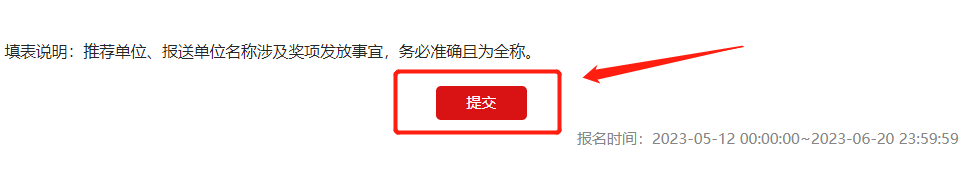 填表说明：推荐单位、报送单位名称涉及奖项发放事宜，务必准确且为全称。
提交
报名时间：2023-05-12 00:00:00~2023-06-20 23:59:59